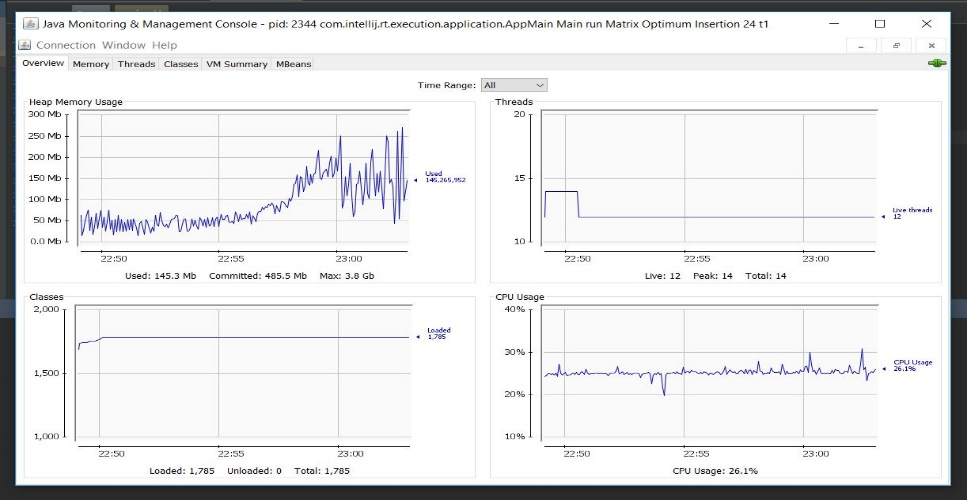 Java Monitoring & Management Console - pid: 2344 com.intellij.rt.execution.application.AppMain Main run Matrix Optimum Insertion 24 t1
Connection Window Help
Overview Memory Threads Classes VM Summary MBeans
Time Range: All
Heap Memory Usage
300 Mb
250 Mb
200 Mb
150 Mb
100 Mb
50 Mb
0.0 Mb
Used
145,265,952
22:50 22:55 23:00
Used: 145.3 Mb Committed: 485.5 Mb Max: 3.8 Gb
Threads
20
15
10
Live threads
12
22:50 22:55 23:00
Live: 12 Peak: 14 Total: 14
Classes
2,000
1,500
1,000
Loaded
1,785
22:50 22:55 23:00
Loaded: 1,785 Unloaded: 0 Total: 1,785
CPU Usage
40%
30%
20%
10%
CPU Usage
26.1%
22:50 22:55 23:00
CPU Usage: 26.1%